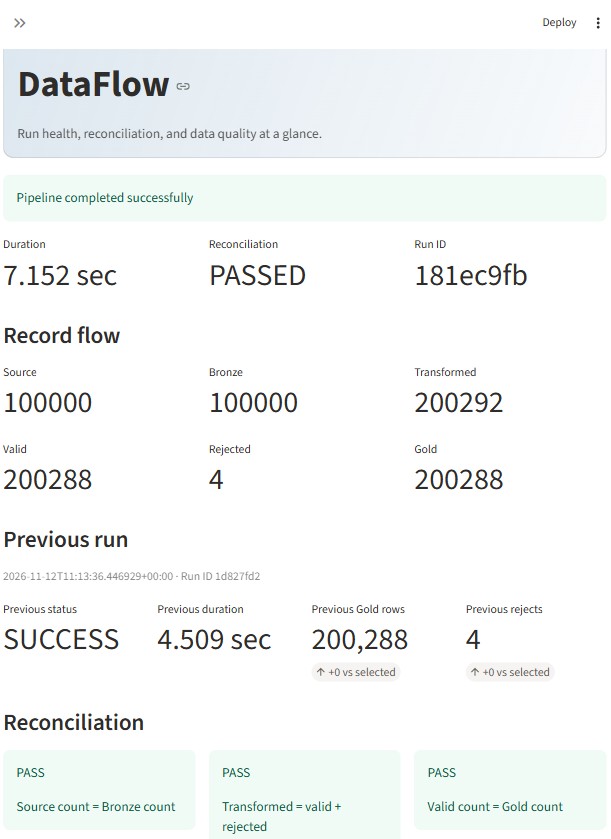 Deploy
DataFlow
Run health, reconciliation, and data quality at a glance.
Pipeline completed successfully
Duration
7.152 sec
Reconciliation
PASSED
Run ID
181ec9fb
Record flow
Source
100000
Bronze
100000
Transformed
200292
Valid
200288
Rejected
4
Gold
200288
Previous run
2026-11-12T11:13:36.446929+00:00 · Run ID 1d827fd2
Previous status
SUCCESS
Previous duration
4.509 sec
Previous Gold rows
200,288
↑ +0 vs selected
Previous rejects
4
↑ +0 vs selected
Reconciliation
PASS
Source count = Bronze count
PASS
Transformed = valid +
rejected
PASS
Valid count = Gold count